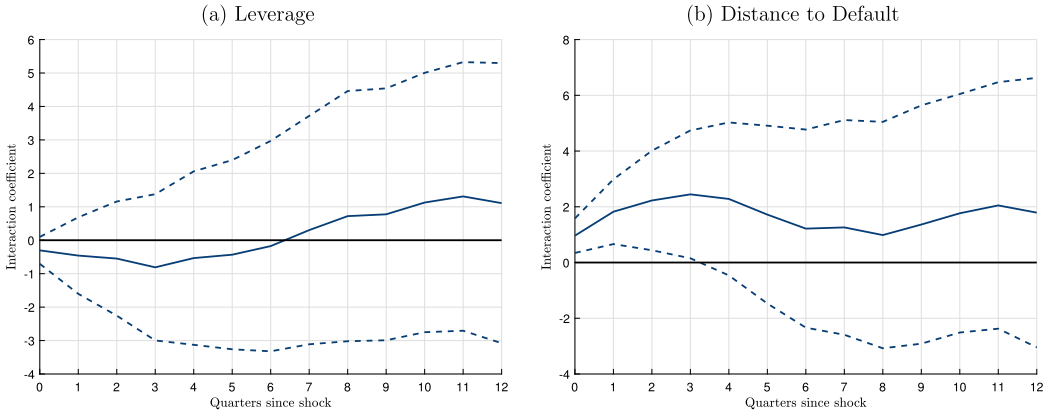 (a) Leverage
6
5
4
3
2
1
0
-1
-2
-3
-4
Interaction coefficient
0 1 2 3 4 5 6 7 8 9 10 11 12
Quarters since shock
(b) Distance to Default
8
6
4
2
0
-2
-4
Interaction coefficient
0 1 2 3 4 5 6 7 8 9 10 11 12
Quarters since shock